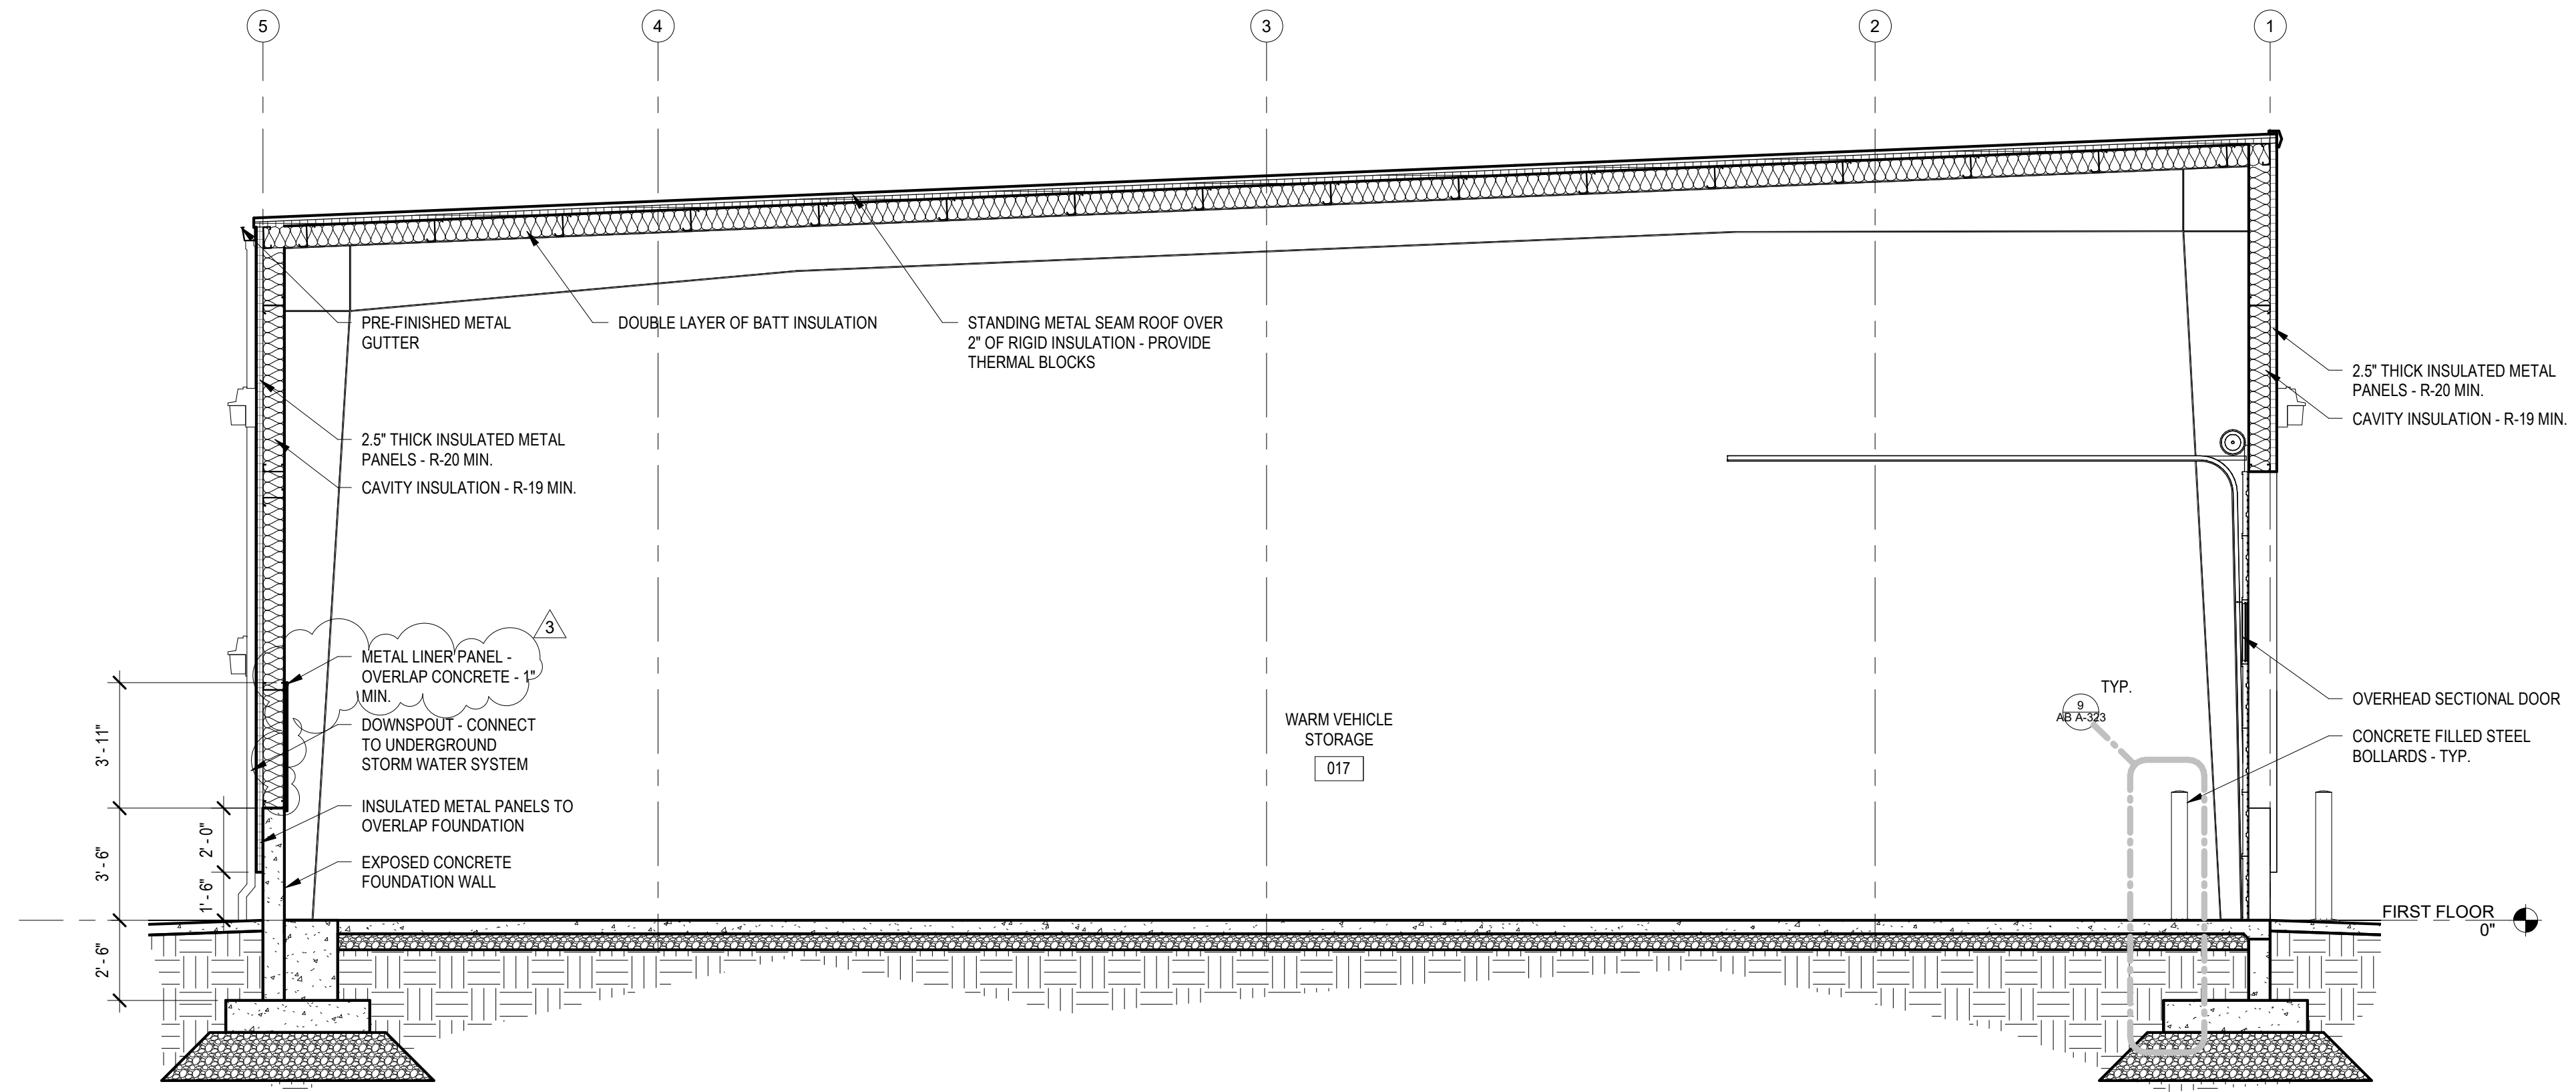 5
4
3
2
1
PRE-FINISHED METAL
GUTTER
DOUBLE LAYER OF BATT INSULATION
STANDING METAL SEAM ROOF OVER
2" OF RIGID INSULATION - PROVIDE
THERMAL BLOCKS
2.5" THICK INSULATED METAL
PANELS - R-20 MIN.
CAVITY INSULATION - R-19 MIN.
2.5" THICK INSULATED METAL
PANELS - R-20 MIN.
CAVITY INSULATION - R-19 MIN.
3
METAL LINER PANEL -
OVERLAP CONCRETE - 1"
MIN.
DOWNSPOUT - CONNECT
TO UNDERGROUND
STORM WATER SYSTEM
INSULATED METAL PANELS TO
OVERLAP FOUNDATION
EXPOSED CONCRETE
FOUNDATION WALL
3' - 11"
3' - 6"
2' - 0"
1' - 6"
2' - 6"
WARM VEHICLE
STORAGE
017
TYP.
9
AB A-323
OVERHEAD SECTIONAL DOOR
CONCRETE FILLED STEEL
BOLLARDS - TYP.
FIRST FLOOR
0"